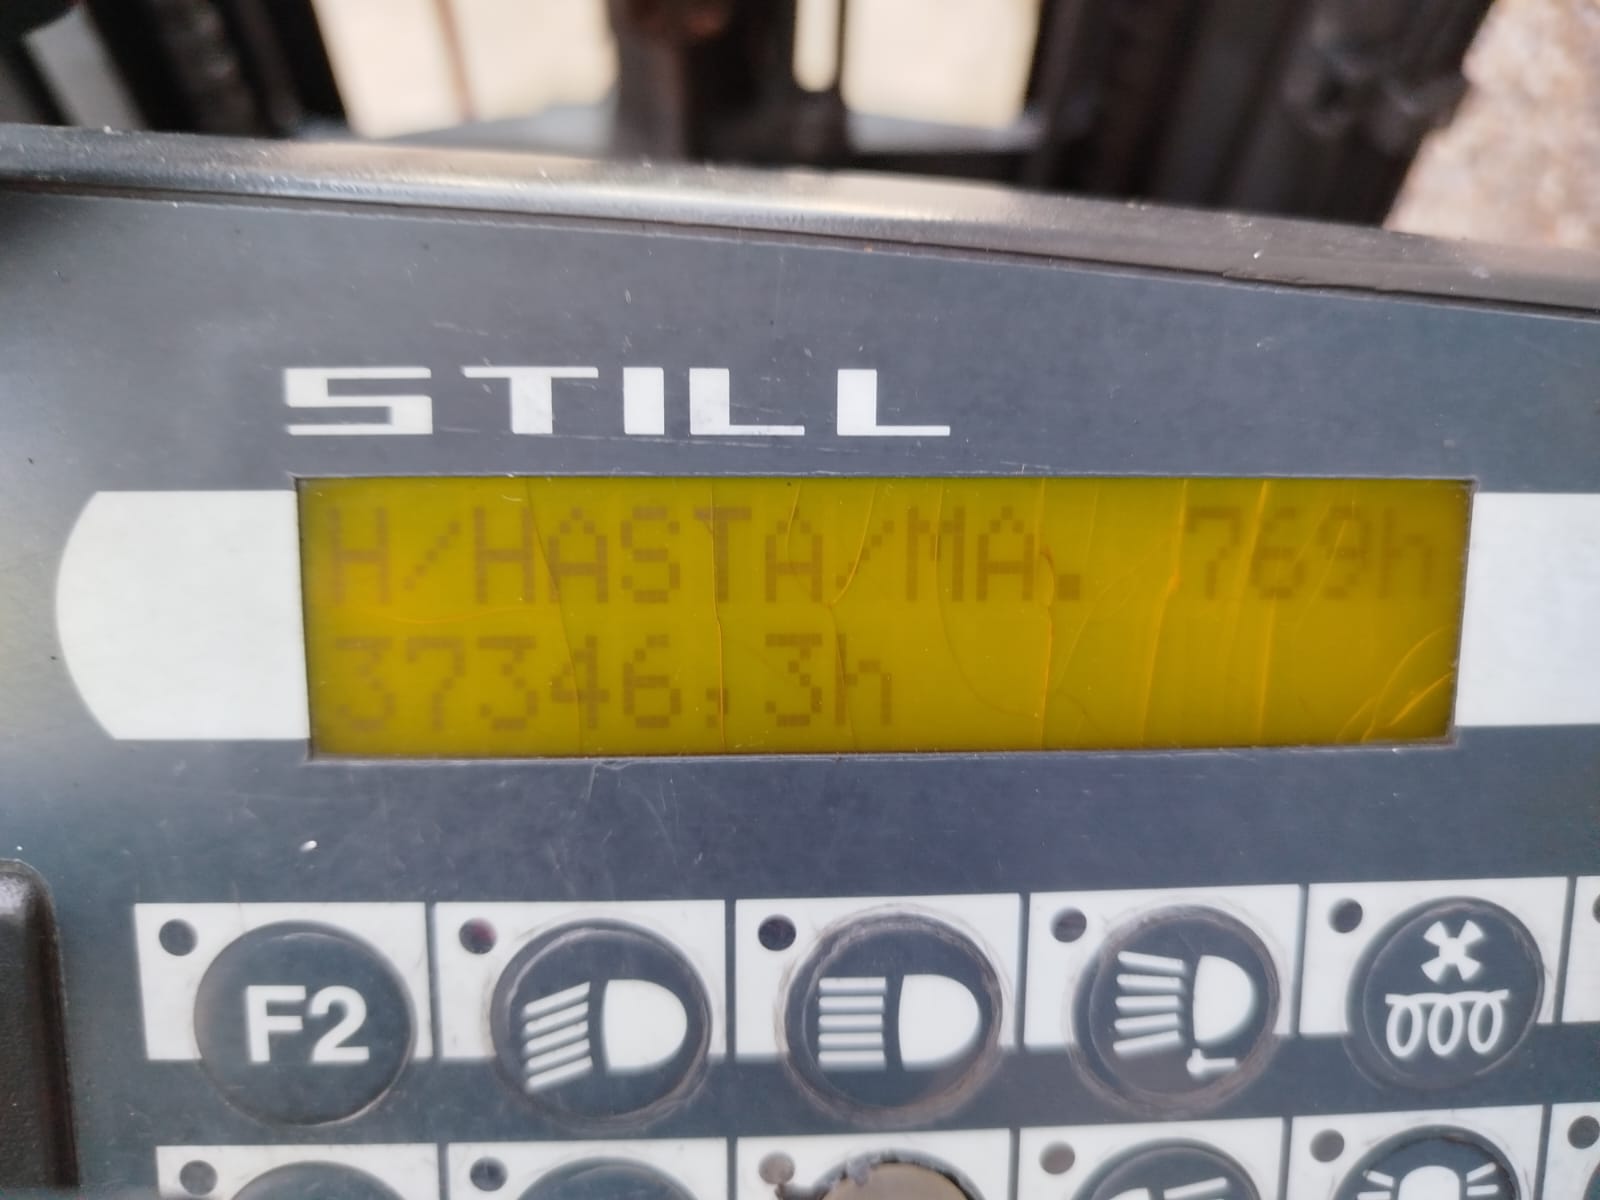 STILL
H/HASTA/MA. 769h
37346,3h
F2